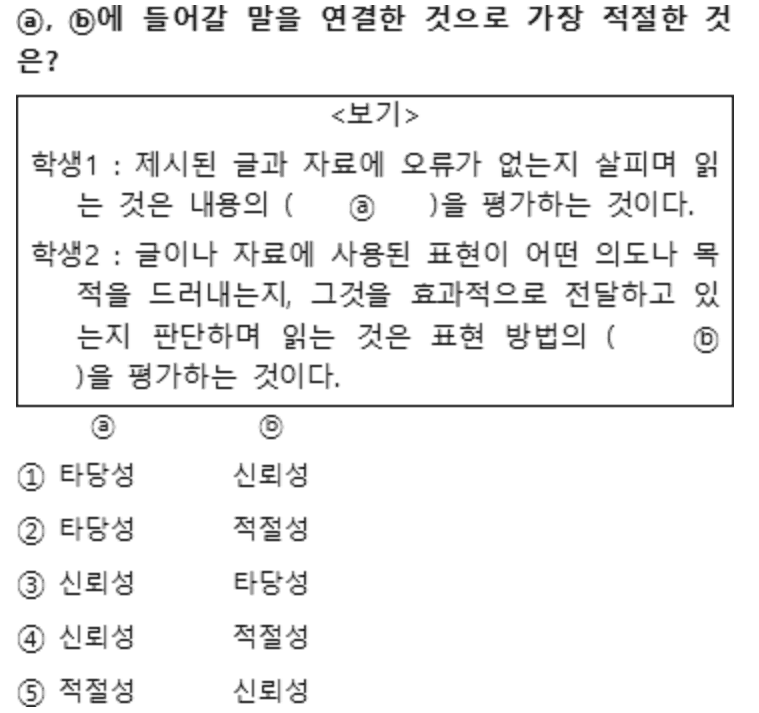 ⓐ, ⓑ에 들어갈 말을 연결한 것으로 가장 적절한 것
은?
<보기>
학생1 : 제시된 글과 자료에 오류가 없는지 살피며 읽
는 것은 내용의 ( ⓐ )을 평가하는 것이다.
학생2 : 글이나 자료에 사용된 표현이 어떤 의도나 목
적을 드러내는지, 그것을 효과적으로 전달하고 있
는지 판단하며 읽는 것은 표현 방법의 ( ⓑ
)을 평가하는 것이다.
ⓐ ⓑ
① 타당성 신뢰성
② 타당성 적절성
③ 신뢰성 타당성
④ 신뢰성 적절성
⑤ 적절성 신뢰성